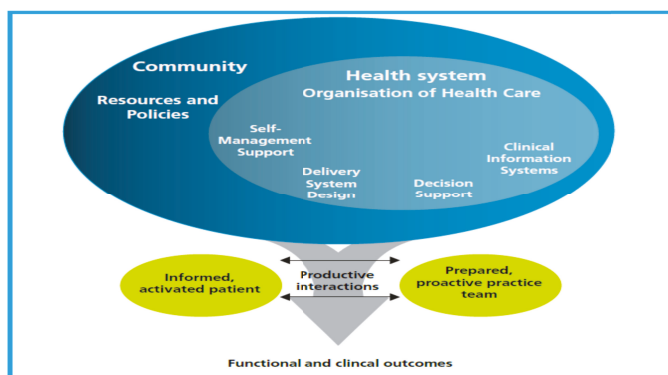 Community
Resources and
Policies
Health system
Organisation of Health Care
Self-
Management
Support
Delivery
System
Design
Decision
Support
Clinical
Information
Systems
Informed,
activated patient
Productive
interactions
Prepared,
proactive practice
team
Functional and clincal outcomes